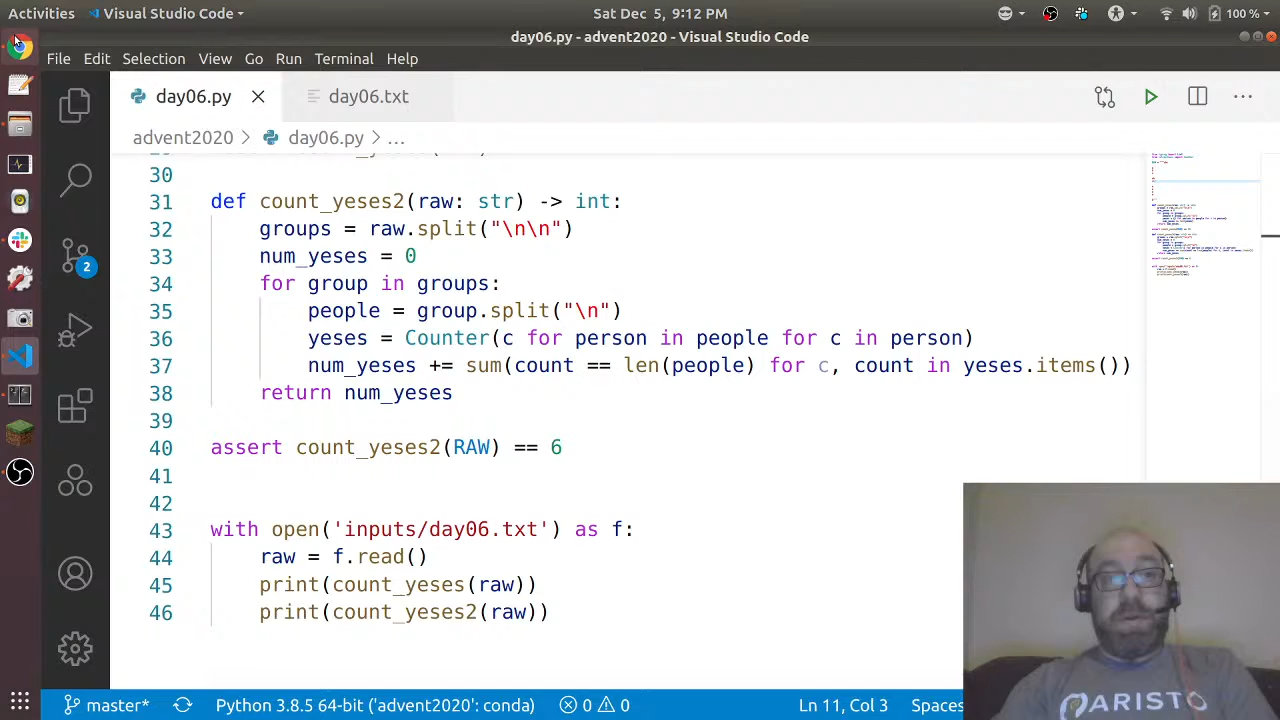 Activities Visual Studio Code Sat Dec 5, 9:12 PM 100 %
day06.py - advent2020 - Visual Studio Code
File Edit Selection View Go Run Terminal Help
day06.py day06.txt
advent2020 > day06.py > ...
30
31 def count_yeses2(raw: str) -> int:
32 groups = raw.split("\n\n")
33 num_yeses = 0
34 for group in groups:
35 people = group.split("\n")
36 yeses = Counter(c for person in people for c in person)
37 num_yeses += sum(count == len(people) for c, count in yeses.items())
38 return num_yeses
39
40 assert count_yeses2(RAW) == 6
41
42
43 with open('inputs/day06.txt') as f:
44 raw = f.read()
45 print(count_yeses(raw))
46 print(count_yeses2(raw))
2
ARISTO
master* Python 3.8.5 64-bit ('advent2020': conda) 0 0 Ln 11, Col 3 Spaces